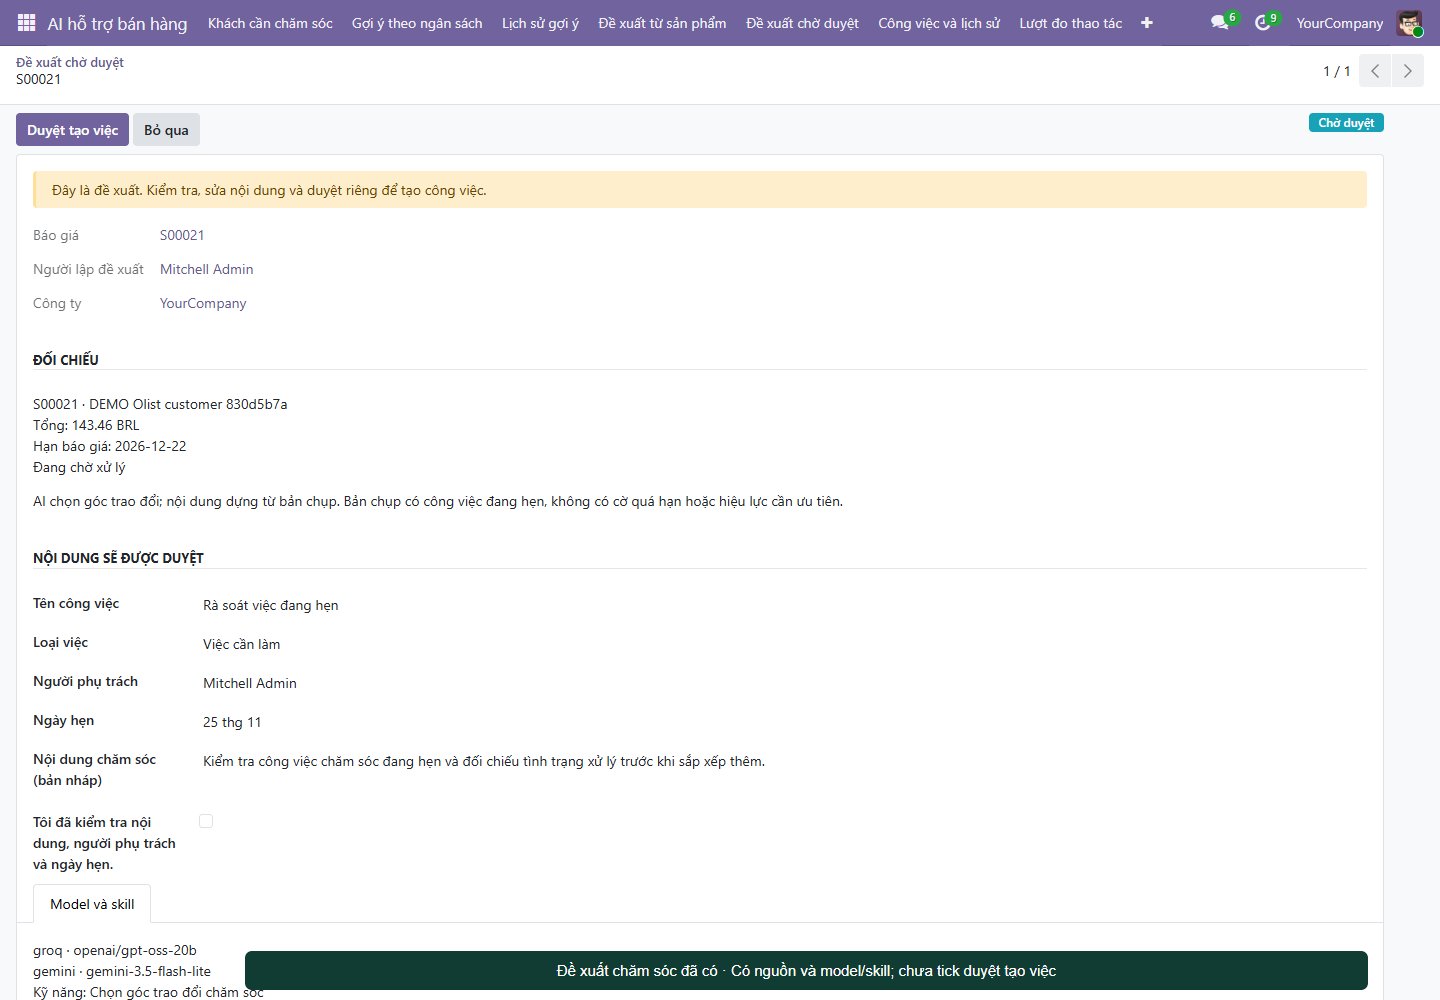 AI hỗ trợ bán hàng Khách cần chăm sóc Gợi ý theo ngân sách Lịch sử gợi ý Đề xuất từ sản phẩm Đề xuất chờ duyệt Công việc và lịch sử Lượt đo thao tác 6 9 YourCompany
Đề xuất chờ duyệt
S00021
1 / 1
Duyệt tạo việc Bỏ qua
Chờ duyệt
Đây là đề xuất. Kiểm tra, sửa nội dung và duyệt riêng để tạo công việc.
Báo giá S00021
Người lập đề xuất Mitchell Admin
Công ty YourCompany
ĐỐI CHIẾU
S00021 · DEMO Olist customer 830d5b7a
Tổng: 143.46 BRL
Hạn báo giá: 2026-12-22
Đang chờ xử lý
AI chọn góc trao đổi; nội dung dựng từ bản chụp. Bản chụp có công việc đang hẹn, không có cờ quá hạn hoặc hiệu lực cần ưu tiên.
NỘI DUNG SẼ ĐƯỢC DUYỆT
Tên công việc Rà soát việc đang hẹn
Loại việc Việc cần làm
Người phụ trách Mitchell Admin
Ngày hẹn 25 thg 11
Nội dung chăm sóc Kiểm tra công việc chăm sóc đang hẹn và đối chiếu tình trạng xử lý trước khi sắp xếp thêm.
(bản nháp)
Tôi đã kiểm tra nội
dung, người phụ trách
và ngày hẹn.
Model và skill
groq · openai/gpt-oss-20b
gemini · gemini-3.5-flash-lite
Đề xuất chăm sóc đã có · Có nguồn và model/skill; chưa tick duyệt tạo việc
Kỹ năng: Chọn góc trao đổi chăm sóc